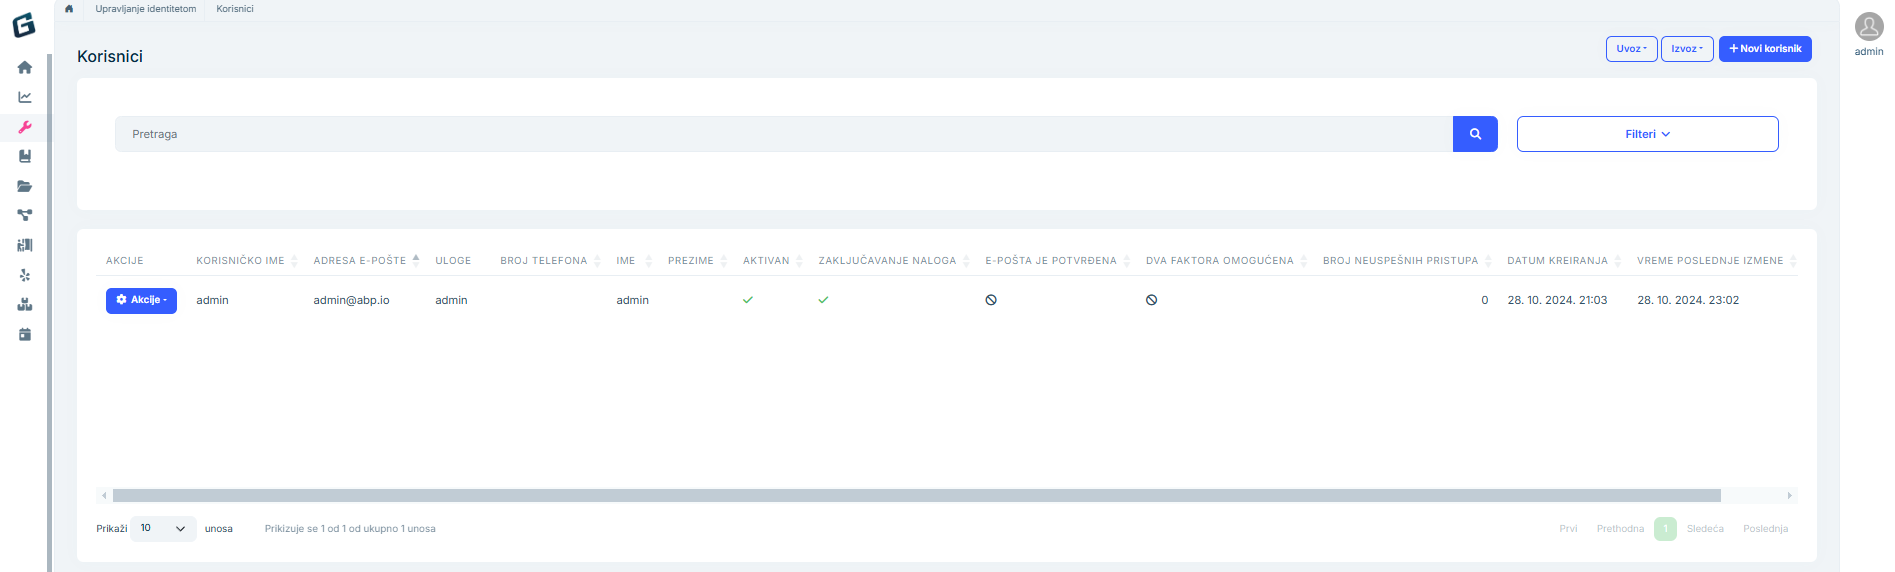 Upravljanje identitetom Korisnici
admin
Korisnici
Uvoz Izvoz + Novi korisnik
Pretraga
Filteri
AKCIJE KORISNIČKO IME ADRESA E-POŠTE ULOGE BROJ TELEFONA IME PREZIME AKTIVAN ZAKLJUČAVANJE NALOGA E-POŠTA JE POTVRĐENA DVA FAKTORA OMOGUĆENA BROJ NEUSPEŠNIH PRISTUPA DATUM KREIRANJA VREME POSLEDNJE IZMENE
Akcije admin admin@abp.io admin admin 0 28. 10. 2024. 21:03 28. 10. 2024. 23:02
Prikaži 10 unosa Prikizuje se 1 od 1 od ukupno 1 unosa Prvi Prethodna 1 Sledeća Poslednja